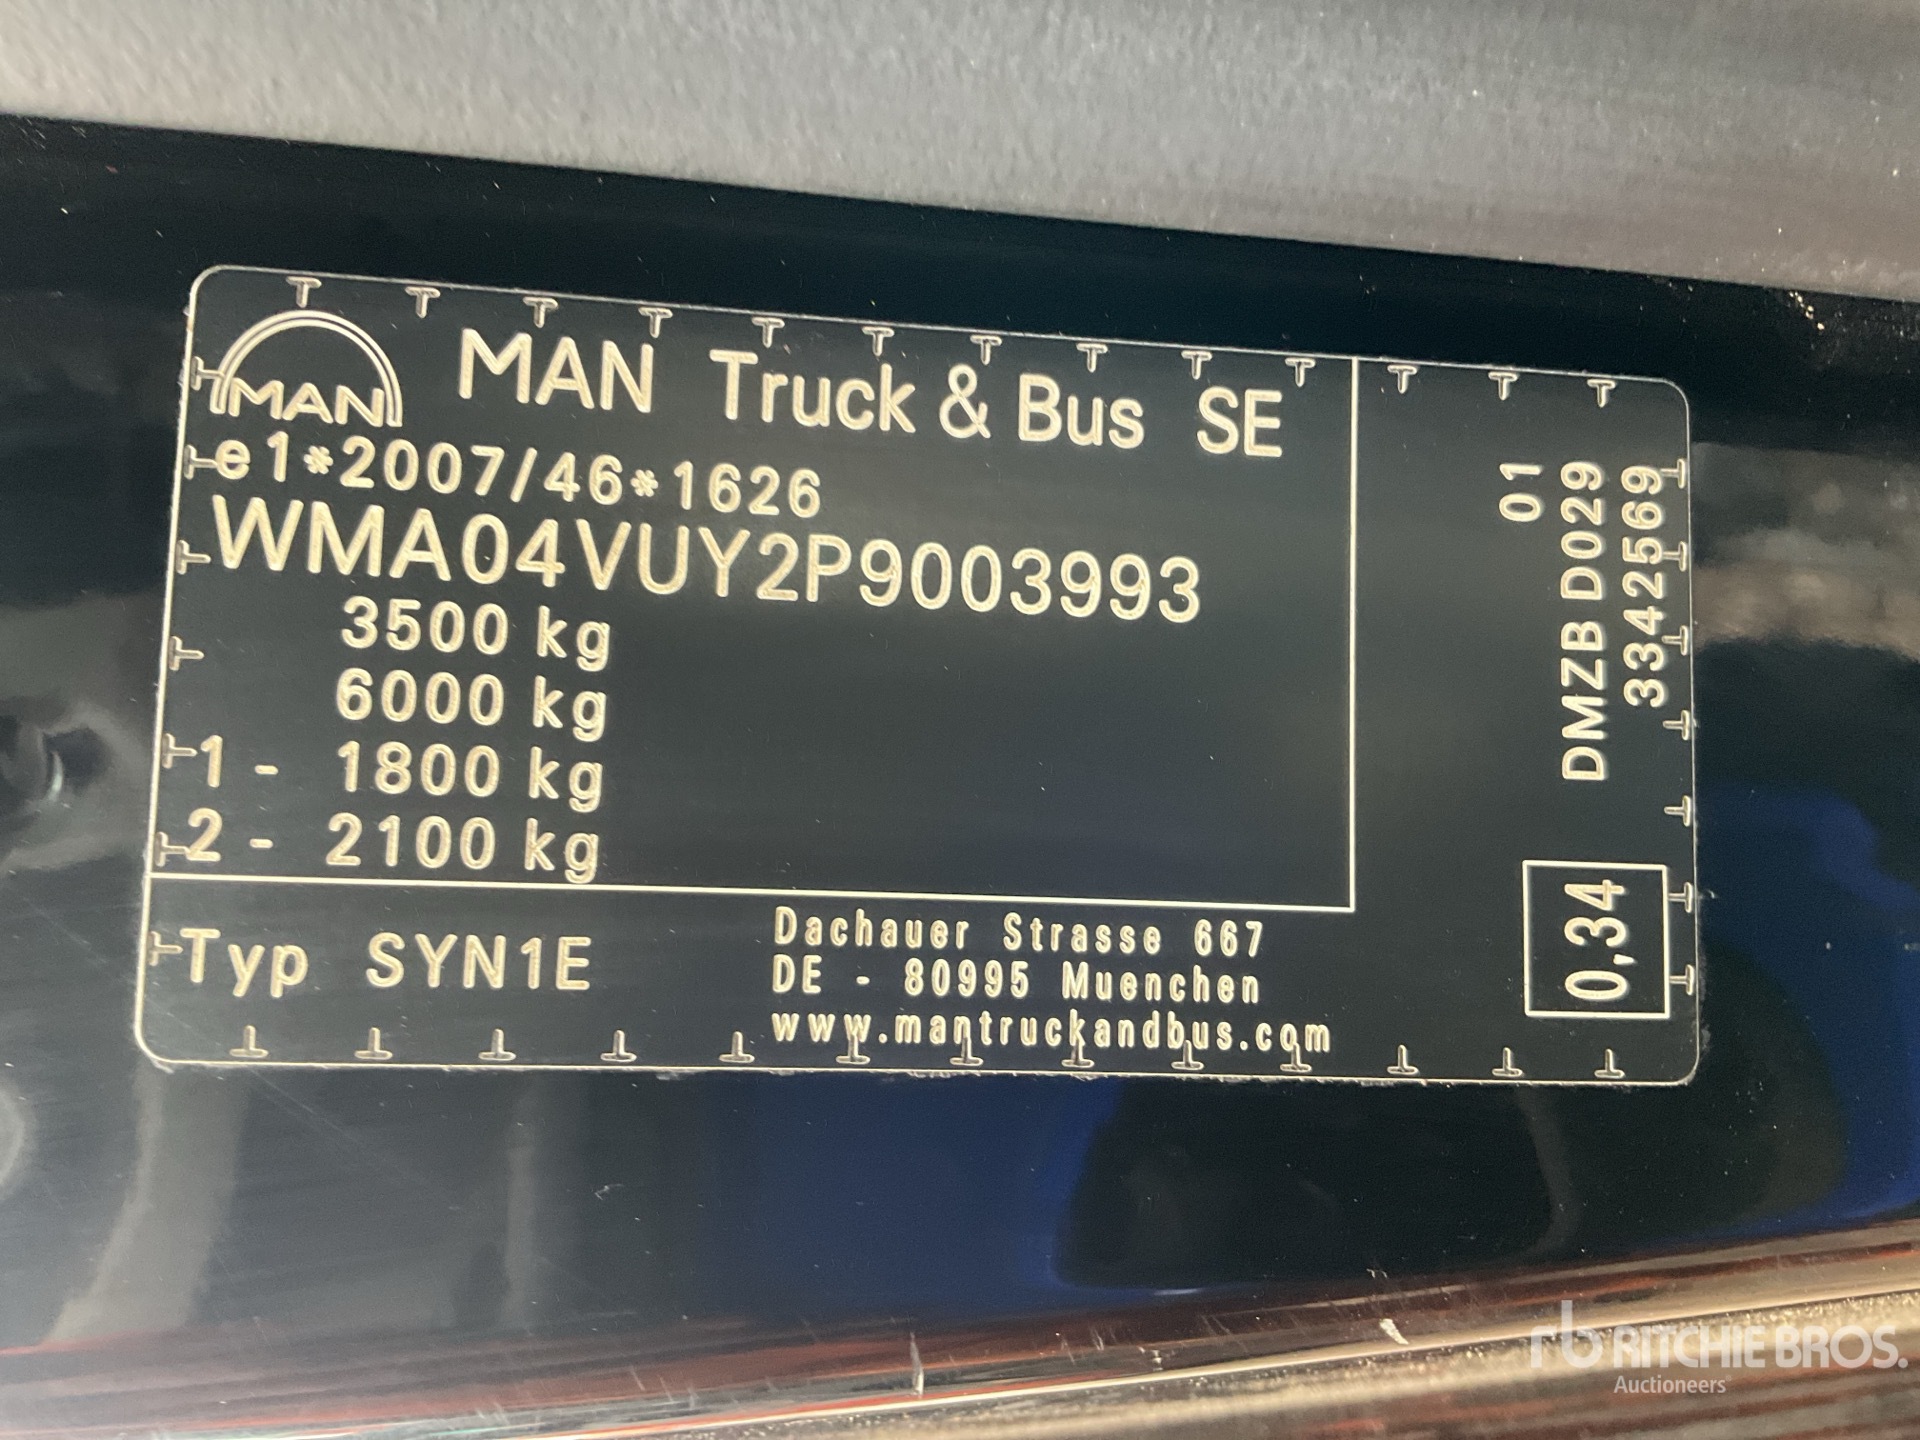 MAN
MAN Truck & Bus SE
e1*2007/46*1626
WMA04VUY2P9003993
3500 kg
6000 kg
1 - 1800 kg
2 - 2100 kg
Typ SYN1E
Dachauer Strasse 667
DE - 80995 Muenchen
www.mantruckandbus.com
01
DMZB D029
33425569
0,34
rb RITCHIE BROS.
Auctioneers